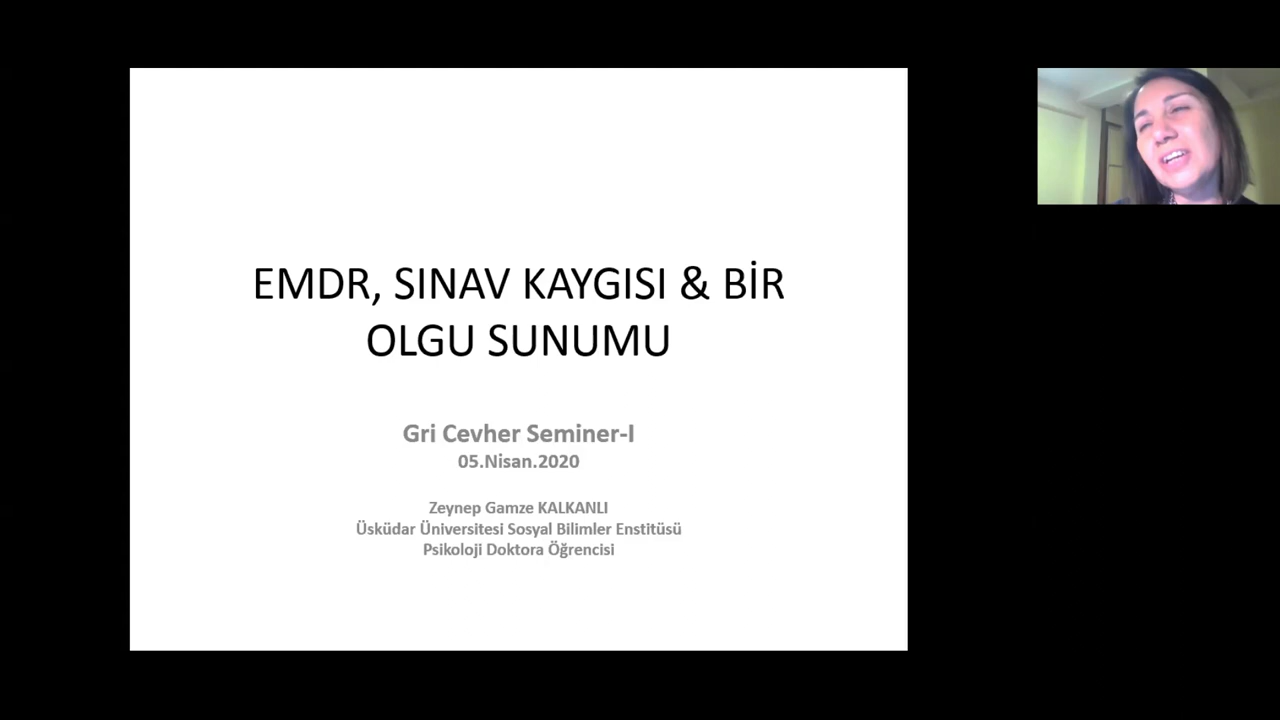 EMDR, SINAV KAYGISI & BİR
OLGU SUNUMU
Gri Cevher Seminer-I
05.Nisan.2020
Zeynep Gamze KALKANLI
Üsküdar Üniversitesi Sosyal Bilimler Enstitüsü
Psikoloji Doktora Öğrencisi